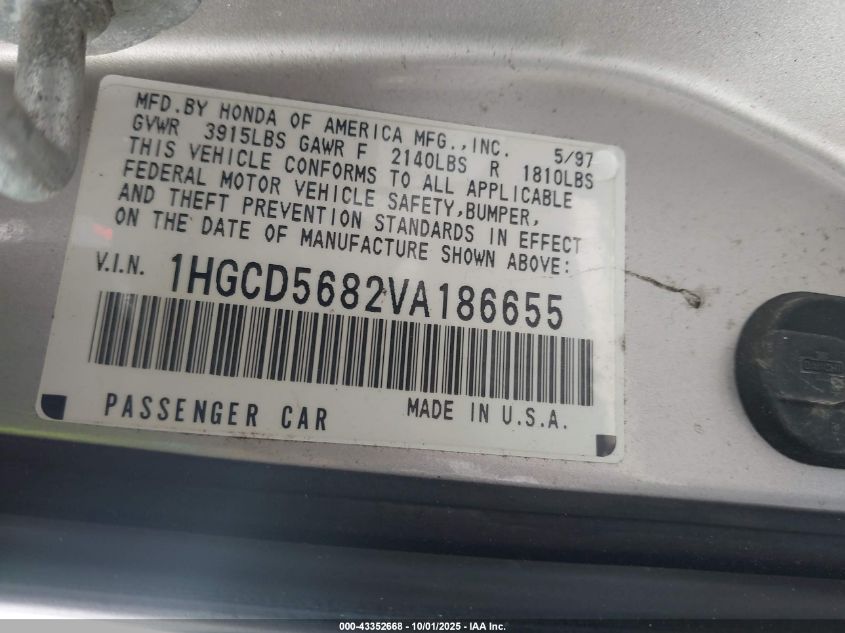 MFD.BY HONDA OF AMERICA MFG.,INC. 5/97
GVWR 3915LBS GAWR F 2140LBS R 1810LBS
THIS VEHICLE CONFORMS TO ALL APPLICABLE
FEDERAL MOTOR VEHICLE SAFETY,BUMPER,
AND THEFT PREVENTION STANDARDS IN EFFECT
ON THE DATE OF MANUFACTURE SHOWN ABOVE:
V.I.N. 1HGCD5682VA186655
PASSENGER CAR MADE IN U.S.A.
000-43352668 - 10/01/2025 - IAA Inc.